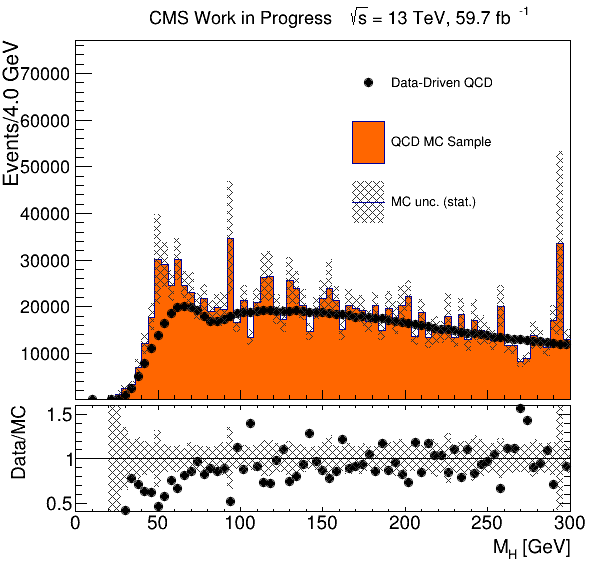 CMS Work in Progress √s = 13 TeV, 59.7 fb⁻¹
Events/4.0 GeV
70000
60000
50000
40000
30000
20000
10000
Data-Driven QCD
QCD MC Sample
MC unc. (stat.)
Data/MC
1.5
1
0.5
0 50 100 150 200 250 300
M_H [GeV]